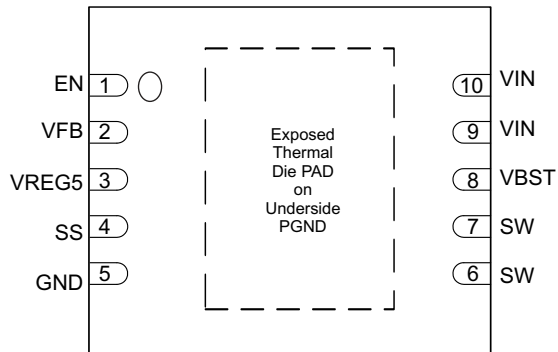 EN 1
VFB 2
VREG5 3
SS 4
GND 5
Exposed
Thermal
Die PAD
on
Underside
PGND
10 VIN
9 VIN
8 VBST
7 SW
6 SW